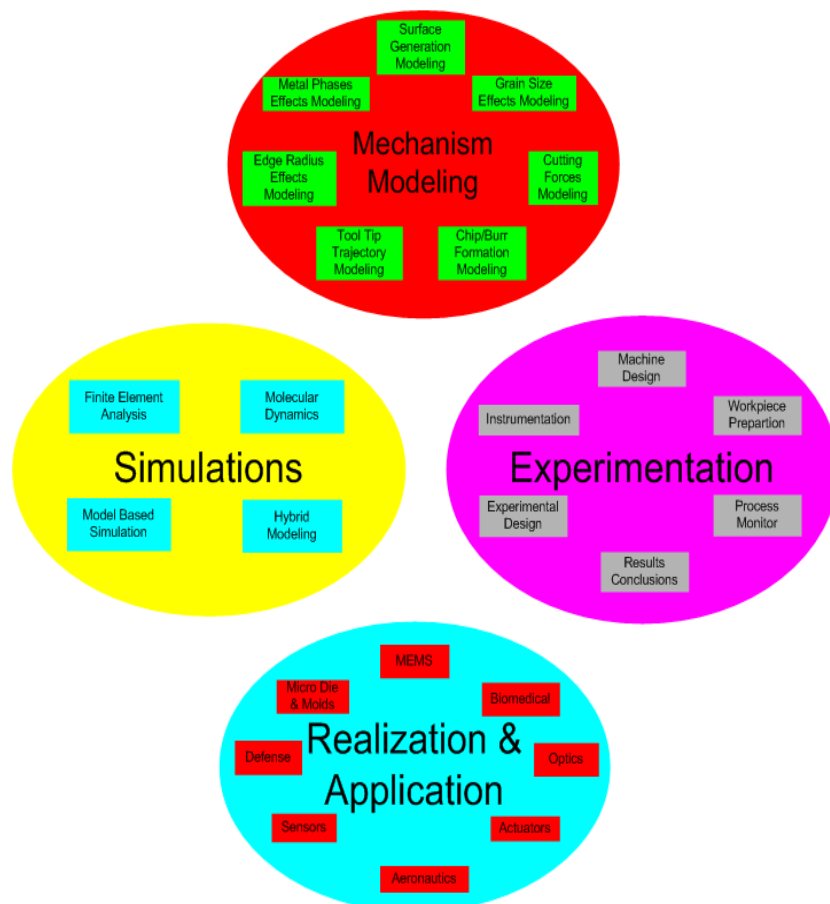 Surface
Generation
Modeling
Metal Phases
Effects Modeling
Grain Size
Effects Modeling
Mechanism
Modeling
Edge Radius
Effects
Modeling
Cutting
Forces
Modeling
Tool Tip
Trajectory
Modeling
Chip/Burr
Formation
Modeling
Finite Element
Analysis
Molecular
Dynamics
Simulations
Model Based
Simulation
Hybrid
Modeling
Machine
Design
Instrumentation
Workpiece
Prepartion
Experimentation
Experimental
Design
Process
Monitor
Results
Conclusions
MEMS
Micro Die
& Molds
Biomedical
Realization &
Application
Defense
Optics
Sensors
Actuators
Aeronautics